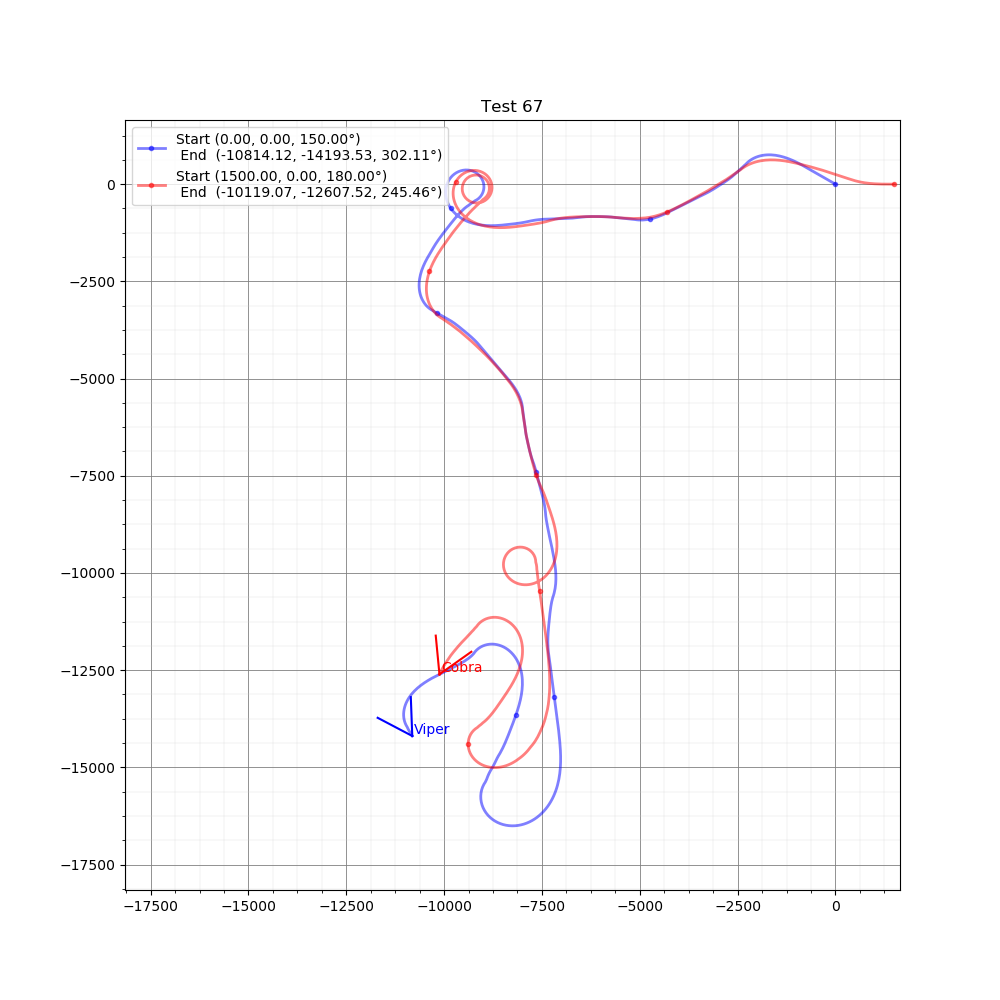 Test 67
Start (0.00, 0.00, 150.00°)
End (-10814.12, -14193.53, 302.11°)
Start (1500.00, 0.00, 180.00°)
End (-10119.07, -12607.52, 245.46°)
0
−2500
−5000
−7500
−10000
−12500
−15000
−17500
Cobra
Viper
−17500 −15000 −12500 −10000 −7500 −5000 −2500 0